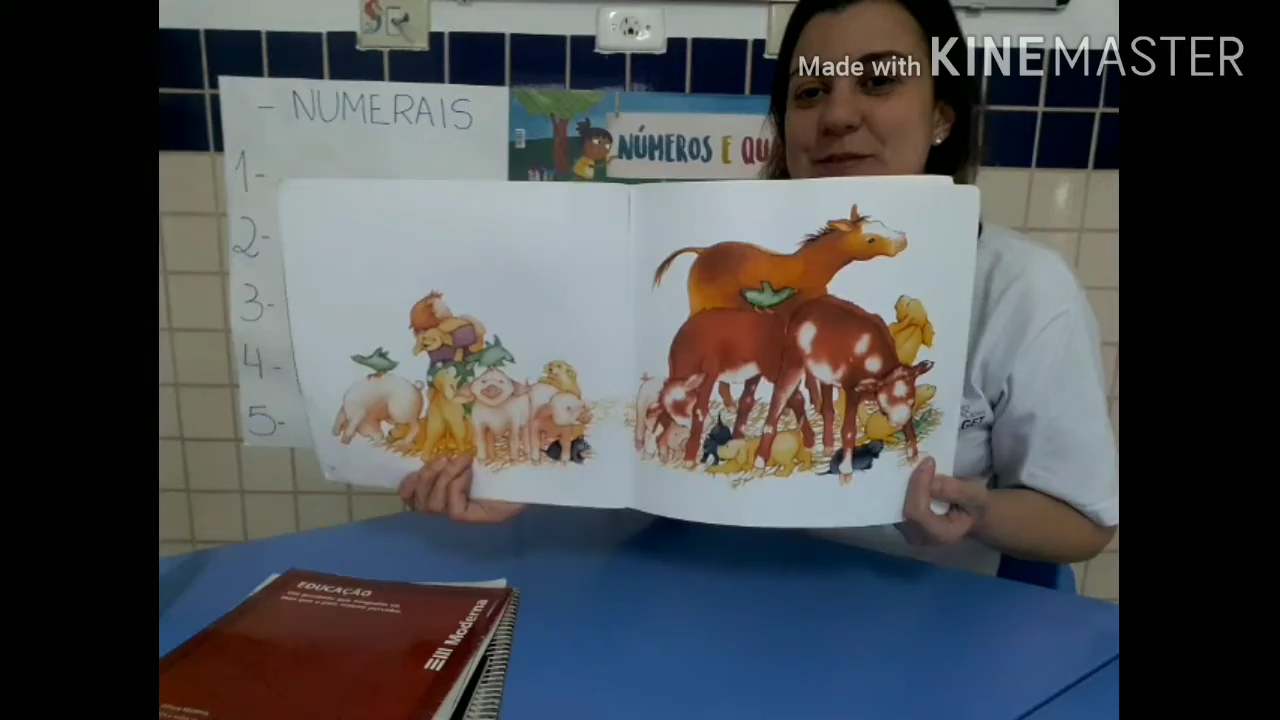 Made with KINEMASTER
- NUMERAIS
NÚMEROS E QU
1-
2-
3-
4-
5-
EDUCAÇÃO
Moderna